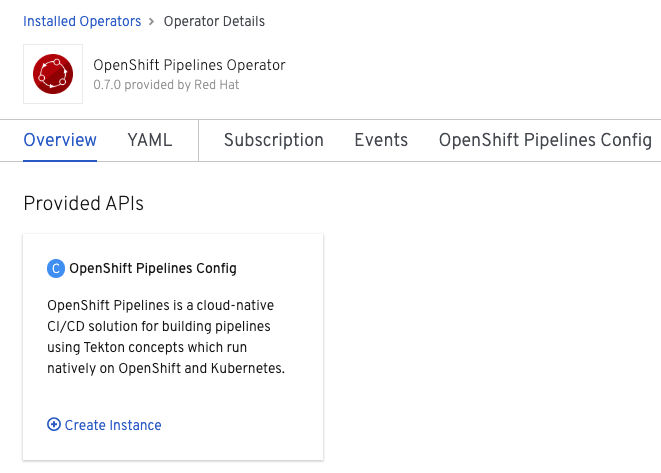 Installed Operators > Operator Details
OpenShift Pipelines Operator
0.7.0 provided by Red Hat
Overview YAML Subscription Events OpenShift Pipelines Config
Provided APIs
C OpenShift Pipelines Config
OpenShift Pipelines is a cloud-native
CI/CD solution for building pipelines
using Tekton concepts which run
natively on OpenShift and Kubernetes.
Create Instance